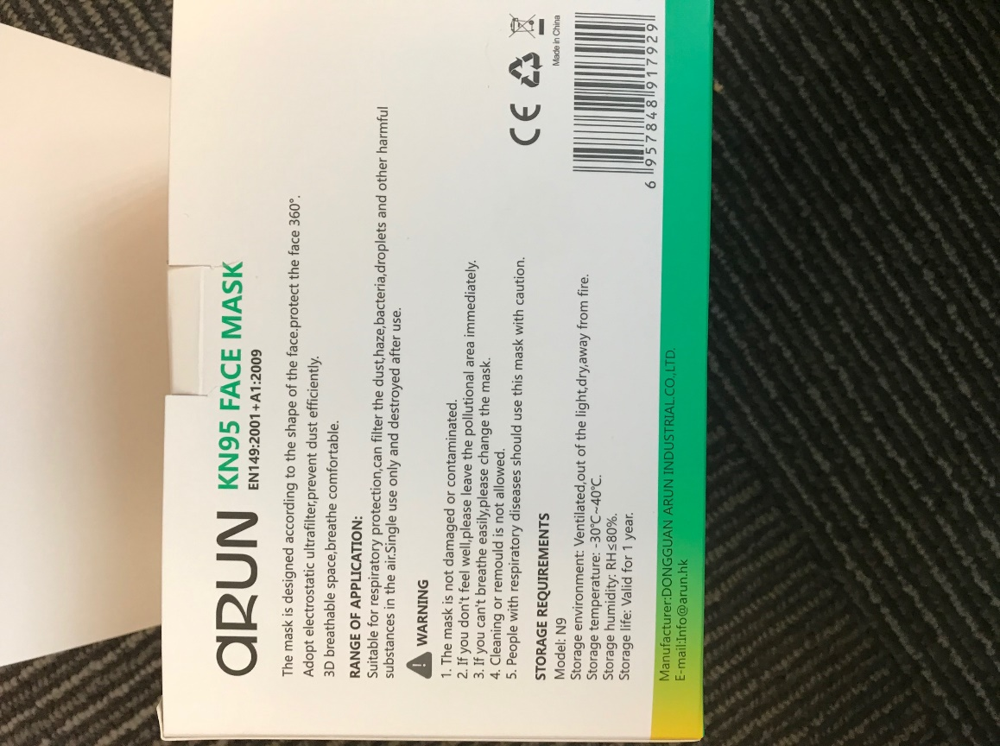 arUN KN95 FACE MASK
EN149:2001+A1:2009
The mask is designed according to the shape of the face.protect the face 360°.
Adopt electrostatic ultrafilter,prevent dust efficiently.
3D breathable space,breathe comfortable.
RANGE OF APPLICATION:
Suitable for respiratory protection,can filter the dust,haze,bacteria,droplets and other harmful
substances in the air.Single use only and destroyed after use.
WARNING
1. The mask is not damaged or contaminated.
2. If you don't feel well,please leave the pollutional area immediately.
3. If you can't breathe easily,please change the mask.
4. Cleaning or remould is not allowed.
5. People with respiratory diseases should use this mask with caution.
STORAGE REQUIREMENTS
Model: N9
Storage environment: Ventilated,out of the light,dry,away from fire.
Storage temperature: -30°C~40°C.
Storage humidity: RH≤80%.
Storage life: Valid for 1 year.
CE
Made in China
6 957848 917929
Manufacturer:DONGGUAN ARUN INDUSTRIAL.CO.,LTD.
E-mail:Info@arun.hk